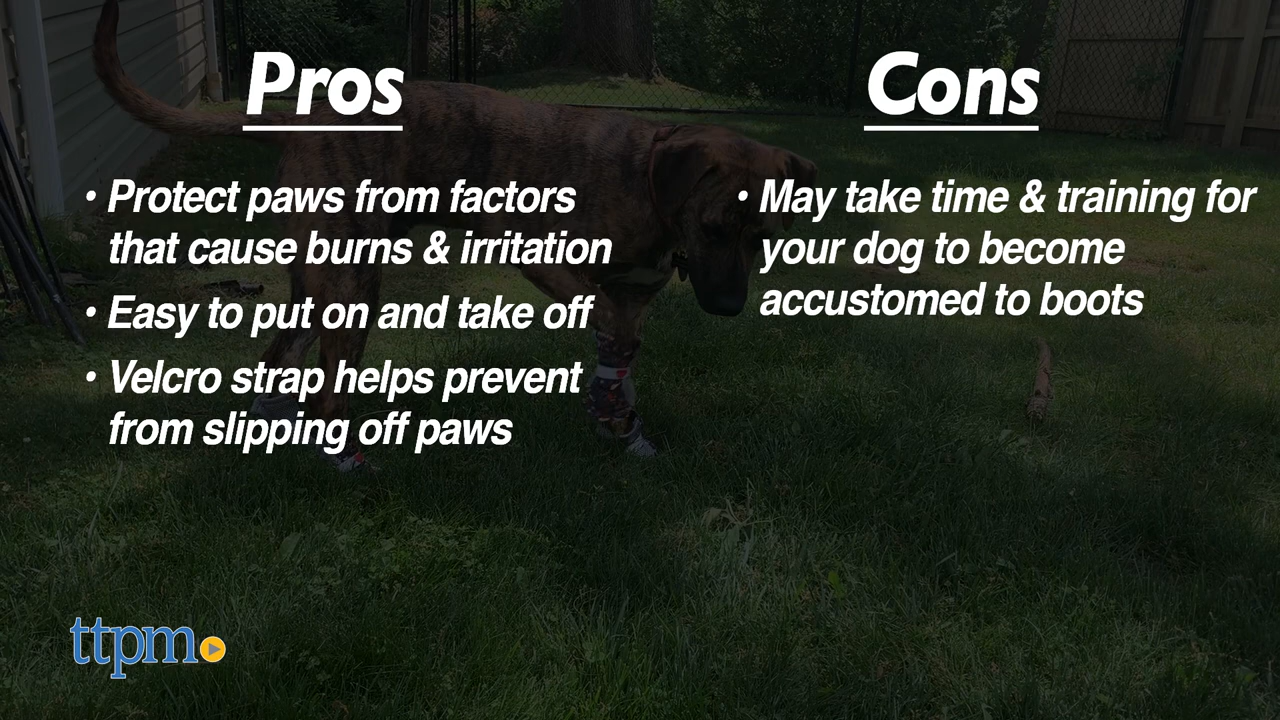 Pros
• Protect paws from factors
that cause burns & irritation
• Easy to put on and take off
• Velcro strap helps prevent
from slipping off paws
Cons
• May take time & training for
your dog to become
accustomed to boots
ttpm